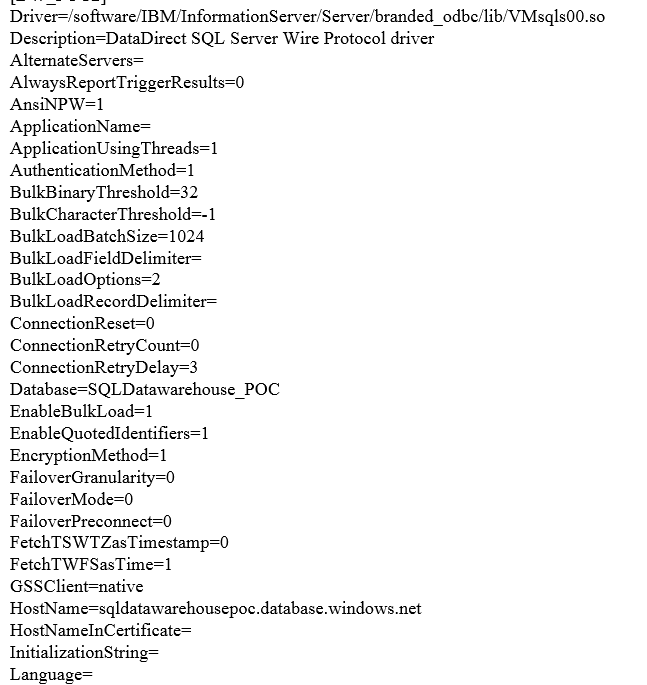 Driver=/software/IBM/InformationServer/Server/branded_odbc/lib/VMsqls00.so
Description=DataDirect SQL Server Wire Protocol driver
AlternateServers=
AlwaysReportTriggerResults=0
AnsiNPW=1
ApplicationName=
ApplicationUsingThreads=1
AuthenticationMethod=1
BulkBinaryThreshold=32
BulkCharacterThreshold=-1
BulkLoadBatchSize=1024
BulkLoadFieldDelimiter=
BulkLoadOptions=2
BulkLoadRecordDelimiter=
ConnectionReset=0
ConnectionRetryCount=0
ConnectionRetryDelay=3
Database=SQLDatawarehouse_POC
EnableBulkLoad=1
EnableQuotedIdentifiers=1
EncryptionMethod=1
FailoverGranularity=0
FailoverMode=0
FailoverPreconnect=0
FetchTSWTZasTimestamp=0
FetchTWFSasTime=1
GSSClient=native
HostName=sqldatawarehousepoc.database.windows.net
HostNameInCertificate=
InitializationString=
Language=